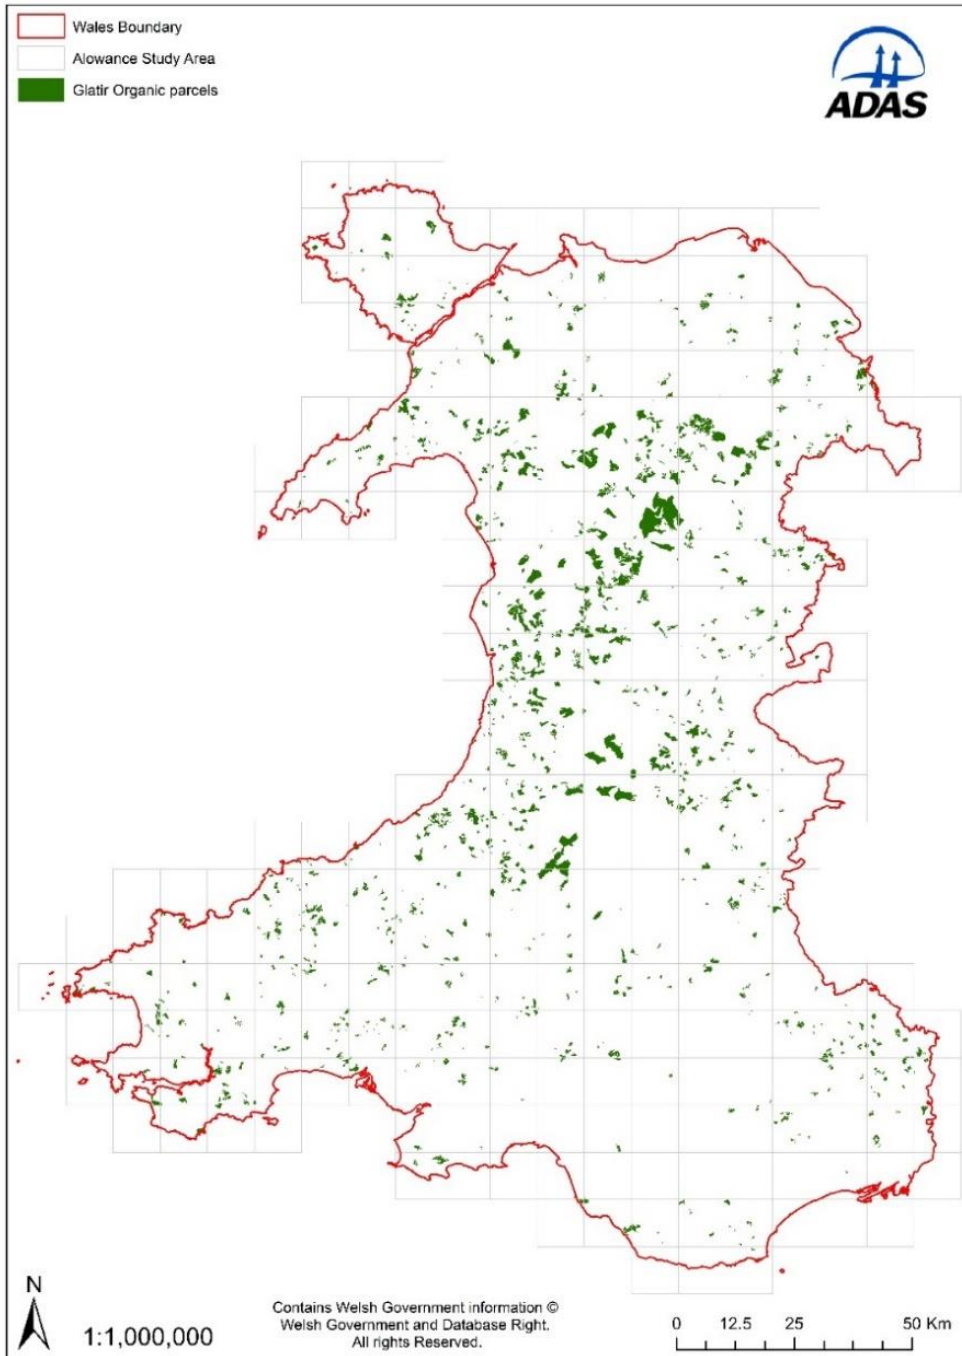 Wales Boundary
Alowance Study Area
Glatir Organic parcels
ADAS
N
1:1,000,000
Contains Welsh Government information ©
Welsh Government and Database Right.
All rights Reserved.
0 12.5 25 50 Km